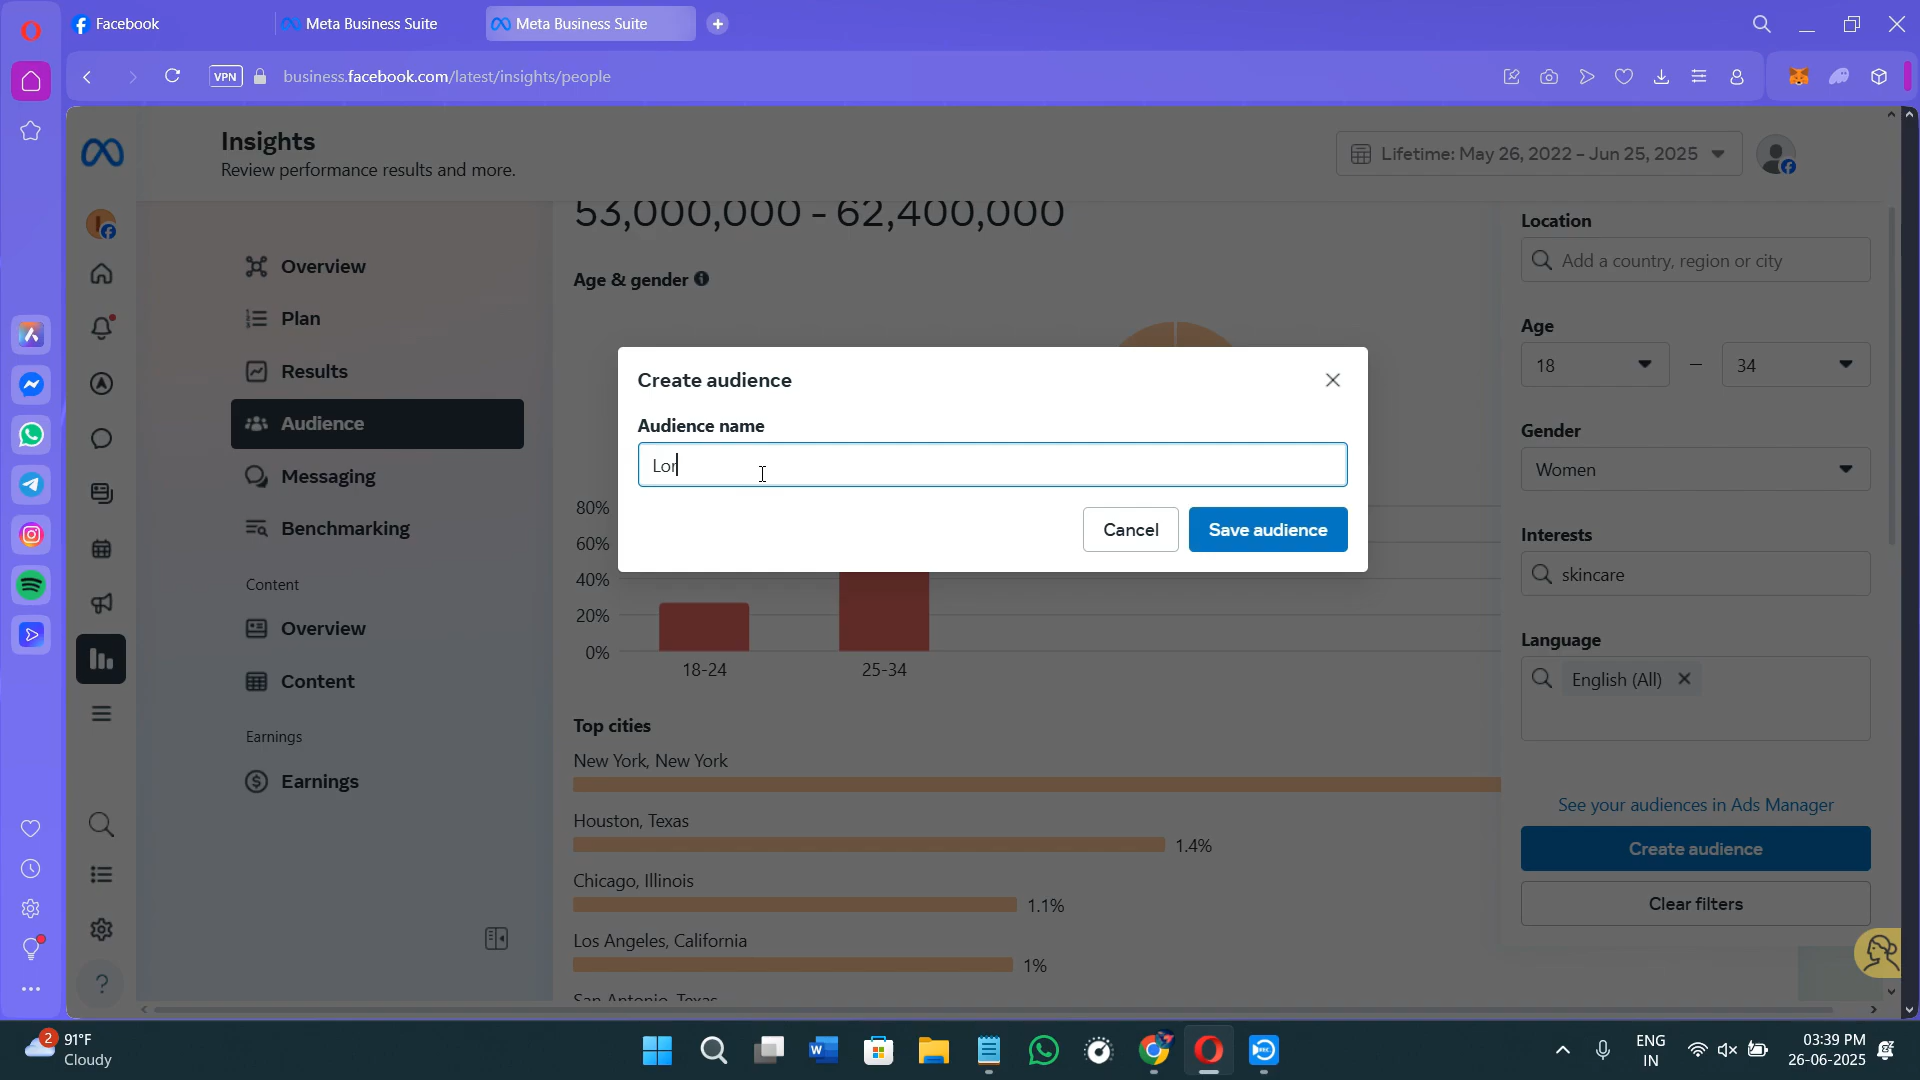 Facebook
Meta Business Suite
Meta Business Suite
VPN
business.facebook.com/latest/insights/people
Insights
Review performance results and more.
Lifetime: May 26, 2022 – Jun 25, 2025
Overview
Plan
Results
Audience
Messaging
Benchmarking
Content
Overview
Content
Earnings
Earnings
53,000,000 - 62,400,000
Age & gender
Create audience
Audience name
Lor
Cancel
Save audience
80%
60%
40%
20%
0%
18-24
25-34
Top cities
New York, New York
Houston, Texas
1.4%
Chicago, Illinois
1.1%
Los Angeles, California
1%
San Antonio, Texas
Location
Add a country, region or city
Age
18 – 34
Gender
Women
Interests
skincare
Language
English (All)
See your audiences in Ads Manager
Create audience
Clear filters
2
91°F
Cloudy
ENG
IN
03:39 PM
26-06-2025